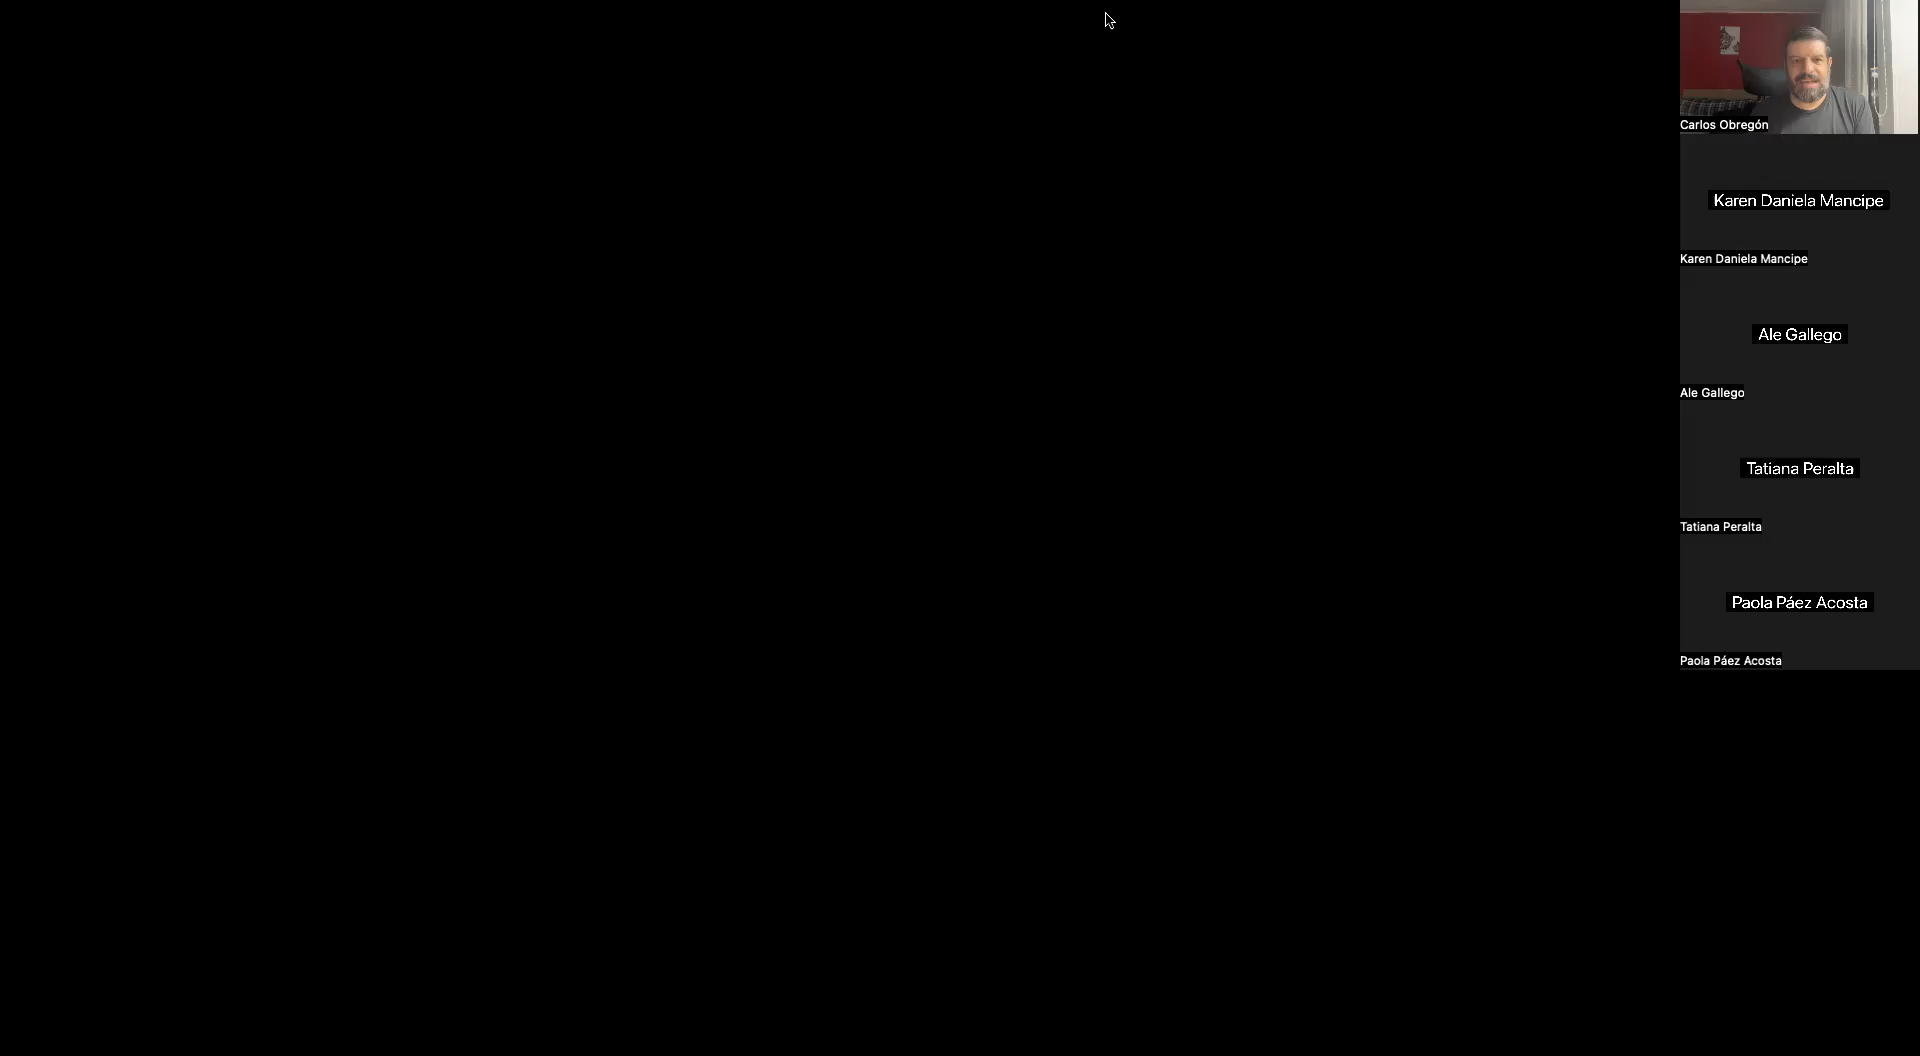 Carlos Obregón
Karen Daniela Mancipe
Karen Daniela Mancipe
Ale Gallego
Ale Gallego
Tatiana Peralta
Tatiana Peralta
Paola Páez Acosta
Paola Páez Acosta